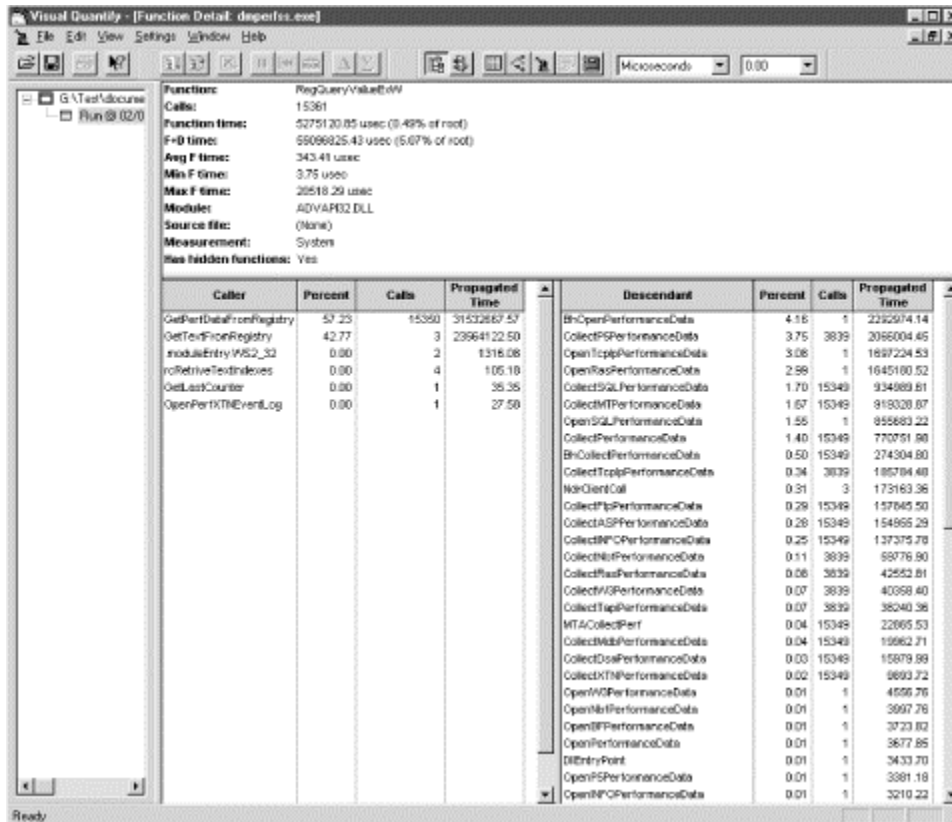 Visual Quantify - [Function Detail: dmperfss.exe]
File Edit View Settings Window Help
Microseconds 0.00
G:\Test\docume
Run @ 02/0
Function: RegQueryValueExW
Calls: 15361
Function time: 5275120.85 usec (0.49% of root)
F+D time: 55096825.43 usec (5.07% of root)
Avg F time: 343.41 usec
Min F time: 3.75 usec
Max F time: 20518.29 usec
Module: ADVAPI32.DLL
Source file: (None)
Measurement: System
Has hidden functions: Yes
Caller Percent Calls Propagated Time
GetPerfDataFromRegistry 57.23 15350 31532667.57
GetTextFromRegistry 42.77 3 23564122.50
.moduleEntry:WS2_32 0.00 2 1316.08
rcRetriveTextIndexes 0.00 4 105.18
GetLastCounter 0.00 1 35.35
OpenPerfXTNEventLog 0.00 1 27.58
Descendant Percent Calls Propagated Time
BhOpenPerformanceData 4.16 1 2292974.14
CollectPSPerformanceData 3.75 3839 2066004.45
OpenTcpIpPerformanceData 3.08 1 1697224.53
OpenRasPerformanceData 2.99 1 1645180.52
CollectSQLPerformanceData 1.70 15349 934989.81
CollectMTPerformanceData 1.67 15349 919328.87
OpenSQLPerformanceData 1.55 1 855683.22
CollectPerformanceData 1.40 15349 770751.98
BhCollectPerformanceData 0.50 15349 274304.80
CollectTcpIpPerformanceData 0.34 3839 185784.48
NdrClientCall 0.31 3 173163.36
CollectFtpPerformanceData 0.29 15349 157845.50
CollectASPPerformanceData 0.28 15349 154955.29
CollectINFOPerformanceData 0.25 15349 137375.78
CollectNbfPerformanceData 0.11 3839 59776.90
CollectRasPerformanceData 0.08 3839 42552.81
CollectW3PerformanceData 0.07 3839 40358.40
CollectTapiPerformanceData 0.07 3839 38240.36
MTACollectPerf 0.04 15349 22865.53
CollectMdbPerformanceData 0.04 15349 19962.71
CollectDsaPerformanceData 0.03 15349 15979.99
CollectXTNPerformanceData 0.02 15349 9893.72
OpenW3PerformanceData 0.01 1 4556.76
OpenNbfPerformanceData 0.01 1 3997.76
OpenBFPerformanceData 0.01 1 3723.82
OpenPerformanceData 0.01 1 3677.85
DllEntryPoint 0.01 1 3433.70
OpenPSPerformanceData 0.01 1 3381.18
OpenINFOPerformanceData 0.01 1 3210.22
Ready